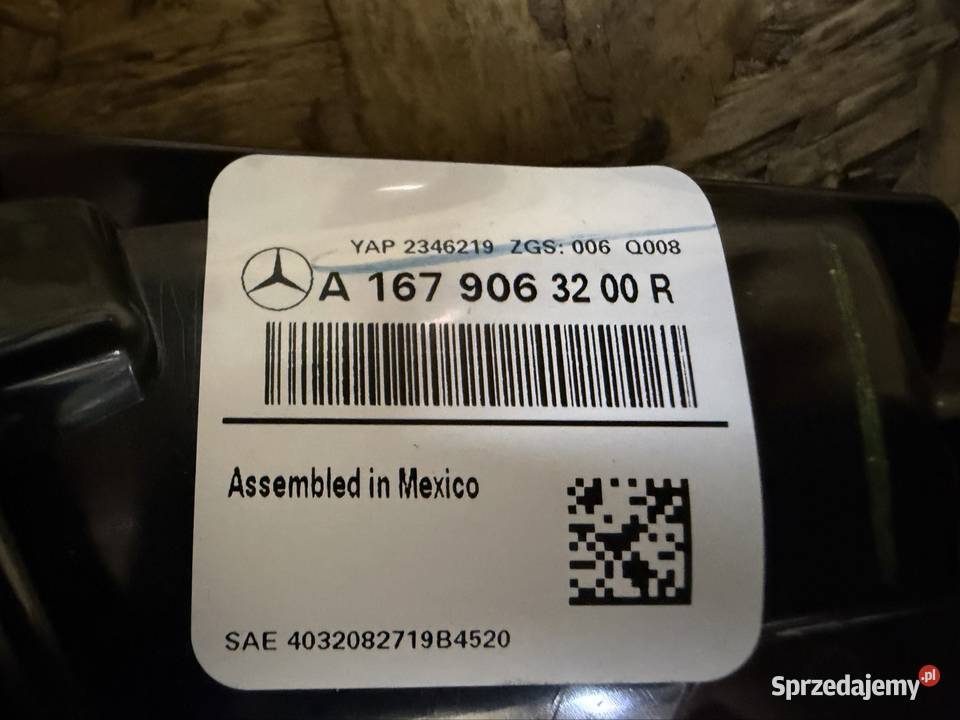 YAP 2346219 ZGS: 006 Q008
A 167 906 32 00 R
Assembled in Mexico
SAE 4032082719B4520
Sprzedajemy.pl